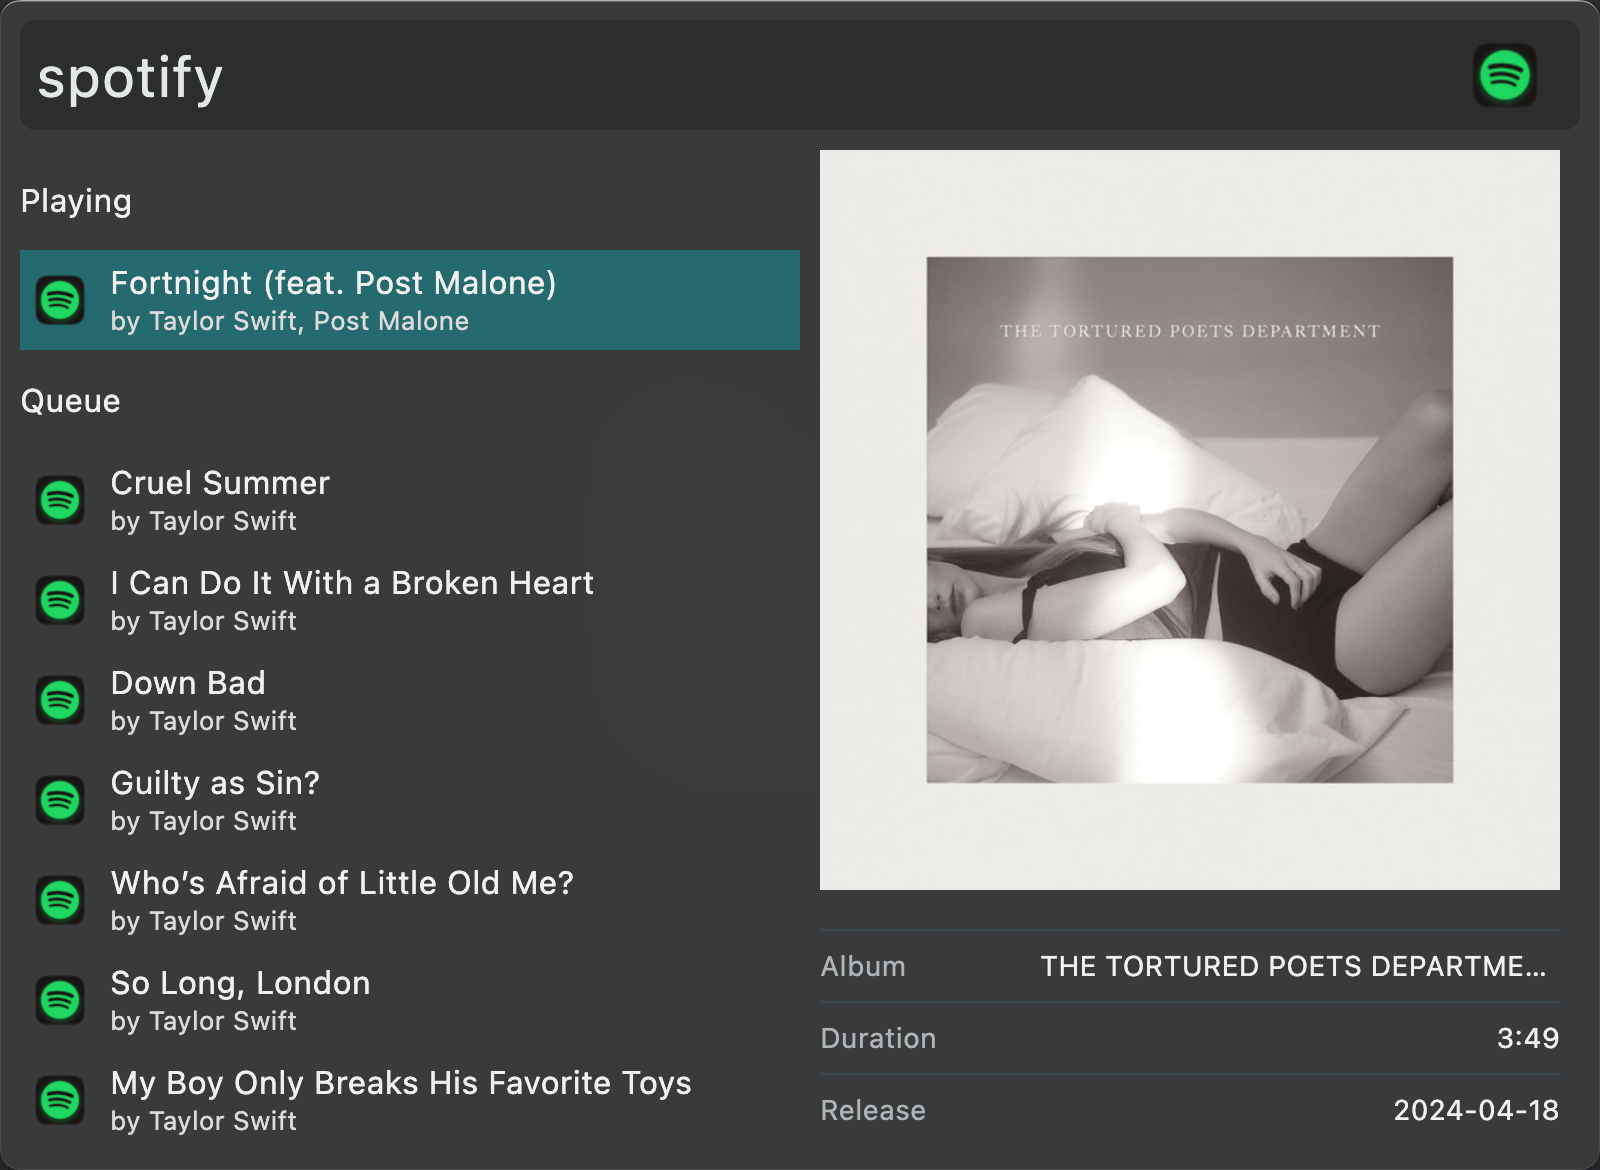 spotify
Playing
Fortnight (feat. Post Malone)
by Taylor Swift, Post Malone
Queue
Cruel Summer
by Taylor Swift
I Can Do It With a Broken Heart
by Taylor Swift
Down Bad
by Taylor Swift
Guilty as Sin?
by Taylor Swift
Who’s Afraid of Little Old Me?
by Taylor Swift
So Long, London
by Taylor Swift
My Boy Only Breaks His Favorite Toys
by Taylor Swift
THE TORTURED POETS DEPARTMENT
Album THE TORTURED POETS DEPARTME...
Duration 3:49
Release 2024-04-18